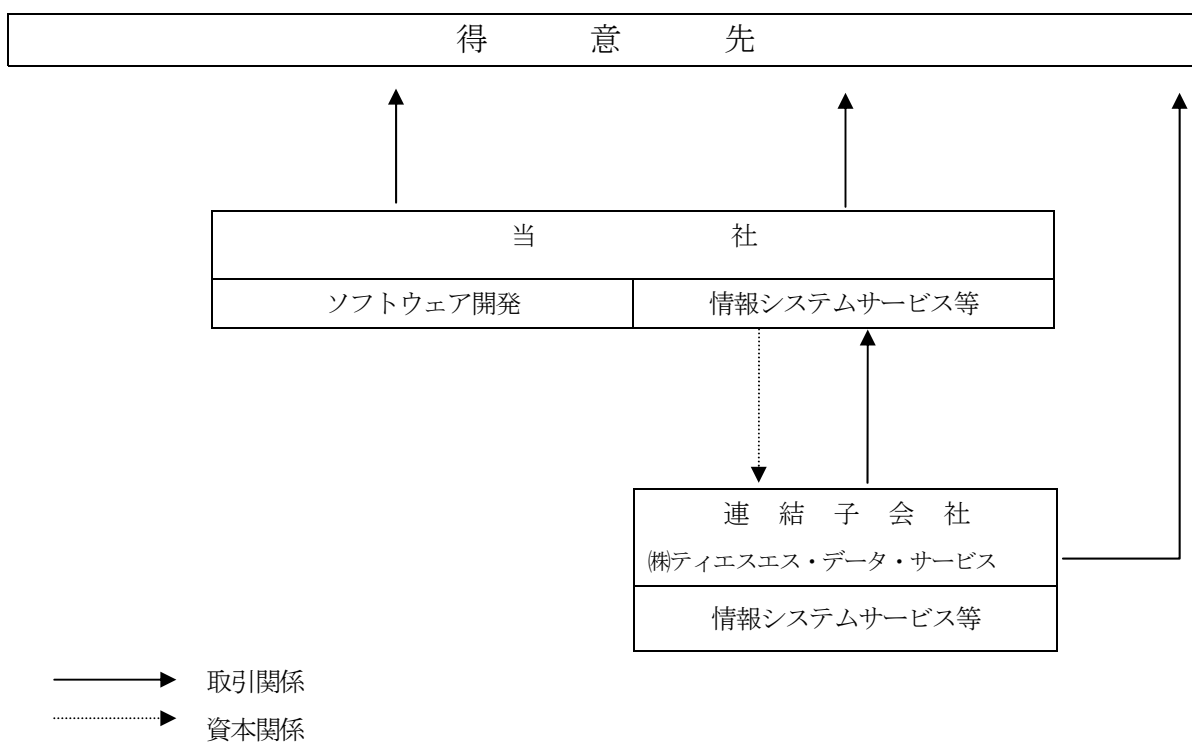 得意先
当社
ソフトウェア開発 情報システムサービス等
連結子会社
㈱ティエスエス・データ・サービス
情報システムサービス等
取引関係
資本関係